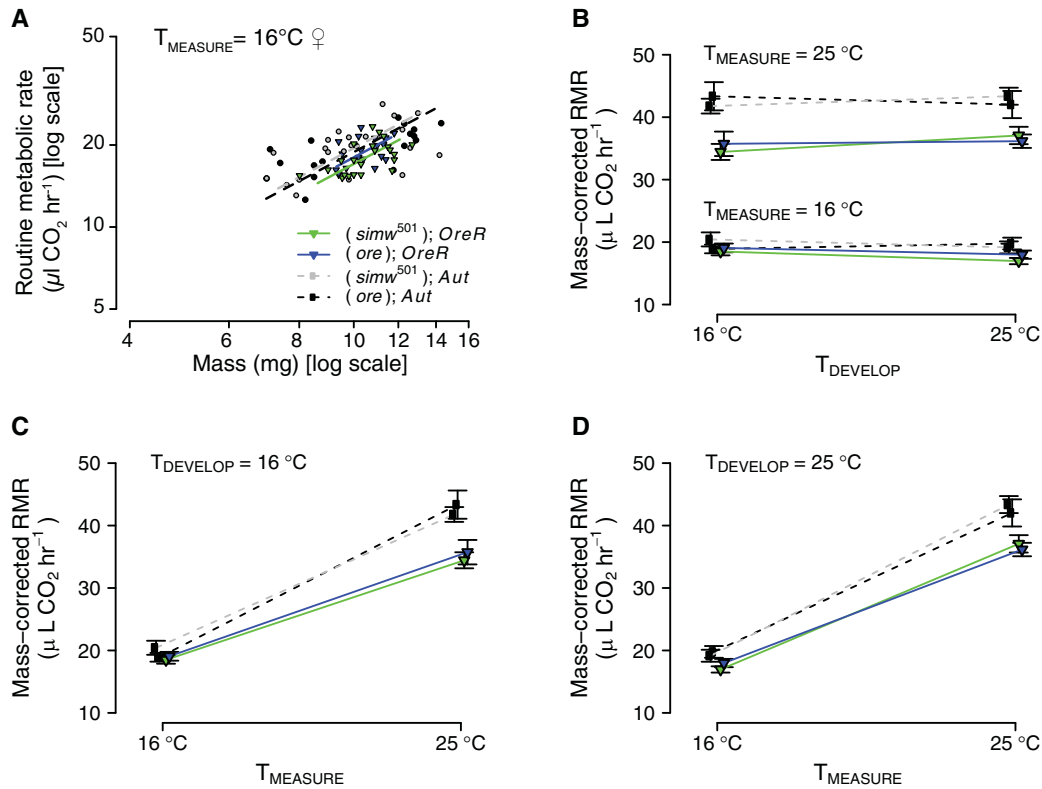 A
T_MEASURE = 16°C ♀
Routine metabolic rate
(µl CO₂ hr⁻¹) [log scale]
50
20
10
5
( simw⁵⁰¹ ); OreR
( ore ); OreR
( simw⁵⁰¹ ); Aut
( ore ); Aut
4 6 8 10 12 14 16
Mass (mg) [log scale]
B
T_MEASURE = 25 °C
T_MEASURE = 16 °C
Mass−corrected RMR
(µ L CO₂ hr⁻¹ )
50
40
30
20
10
16 °C 25 °C
T_DEVELOP
C
T_DEVELOP = 16 °C
Mass−corrected RMR
(µ L CO₂ hr⁻¹ )
50
40
30
20
10
16 °C 25 °C
T_MEASURE
D
T_DEVELOP = 25 °C
Mass−corrected RMR
(µ L CO₂ hr⁻¹ )
50
40
30
20
10
16 °C 25 °C
T_MEASURE